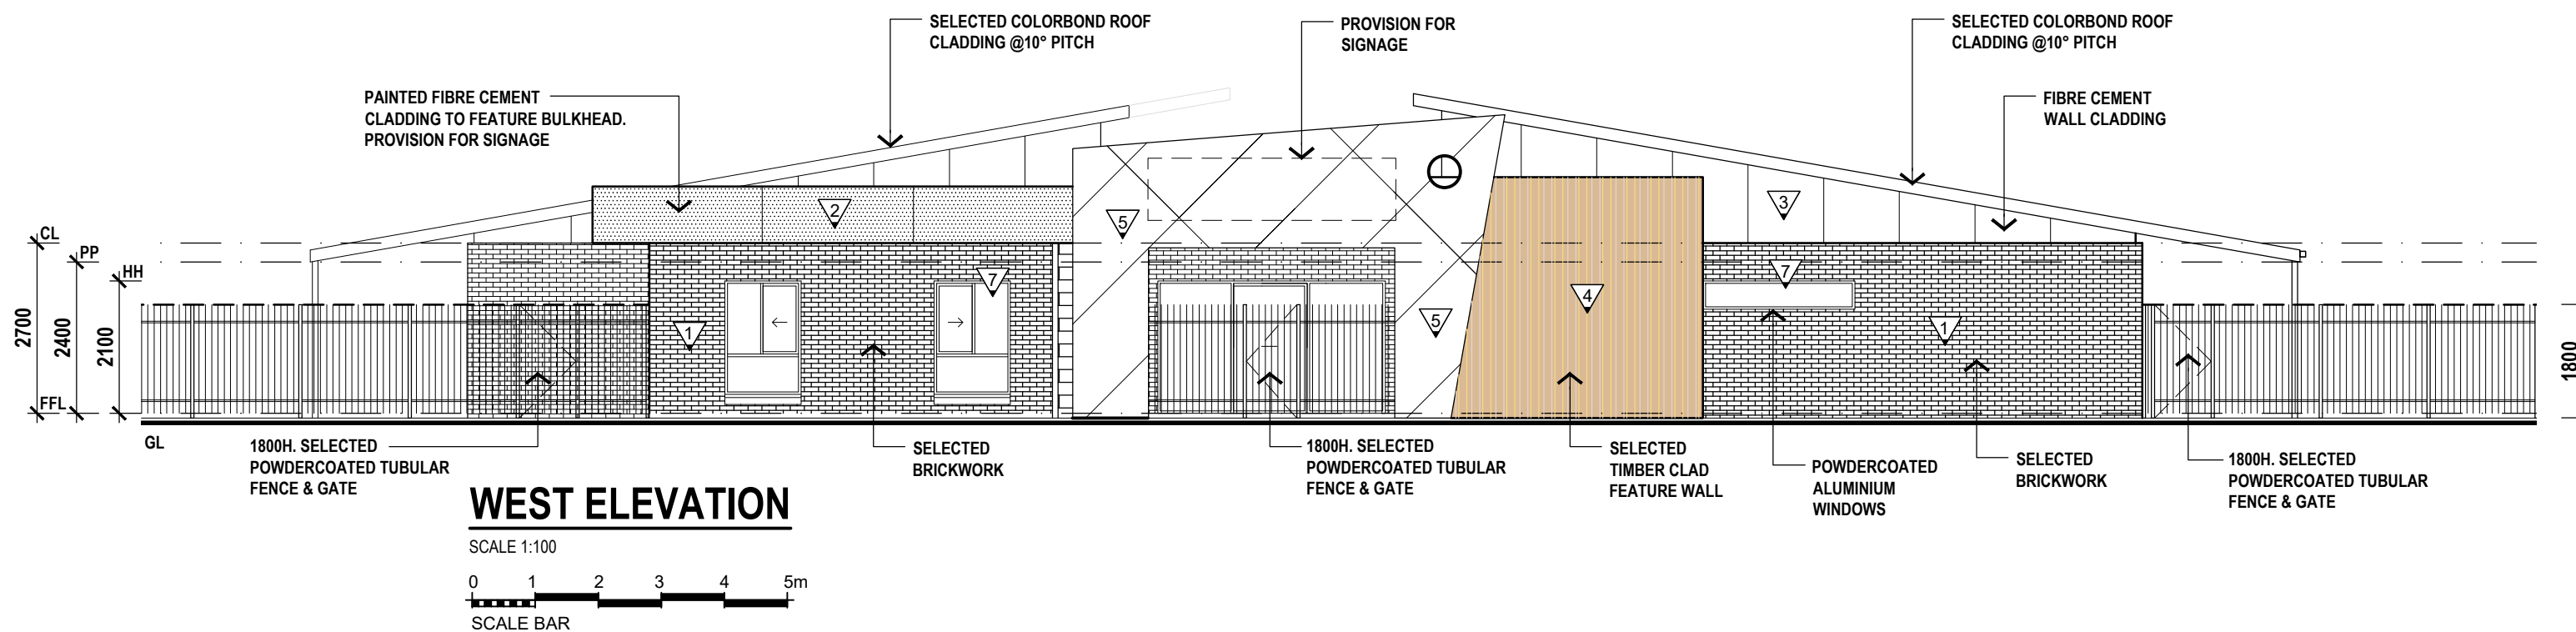 SELECTED COLORBOND ROOF
CLADDING @10° PITCH
PROVISION FOR
SIGNAGE
SELECTED COLORBOND ROOF
CLADDING @10° PITCH
PAINTED FIBRE CEMENT
CLADDING TO FEATURE BULKHEAD.
PROVISION FOR SIGNAGE
FIBRE CEMENT
WALL CLADDING
2
5
3
CL
PP
HH
7
7
4
1
5
1
2700
2400
2100
1800
FFL
GL
1800H. SELECTED
POWDERCOATED TUBULAR
FENCE & GATE
SELECTED
BRICKWORK
1800H. SELECTED
POWDERCOATED TUBULAR
FENCE & GATE
SELECTED
TIMBER CLAD
FEATURE WALL
POWDERCOATED
ALUMINIUM
WINDOWS
SELECTED
BRICKWORK
1800H. SELECTED
POWDERCOATED TUBULAR
FENCE & GATE
WEST ELEVATION
SCALE 1:100
0 1 2 3 4 5m
SCALE BAR